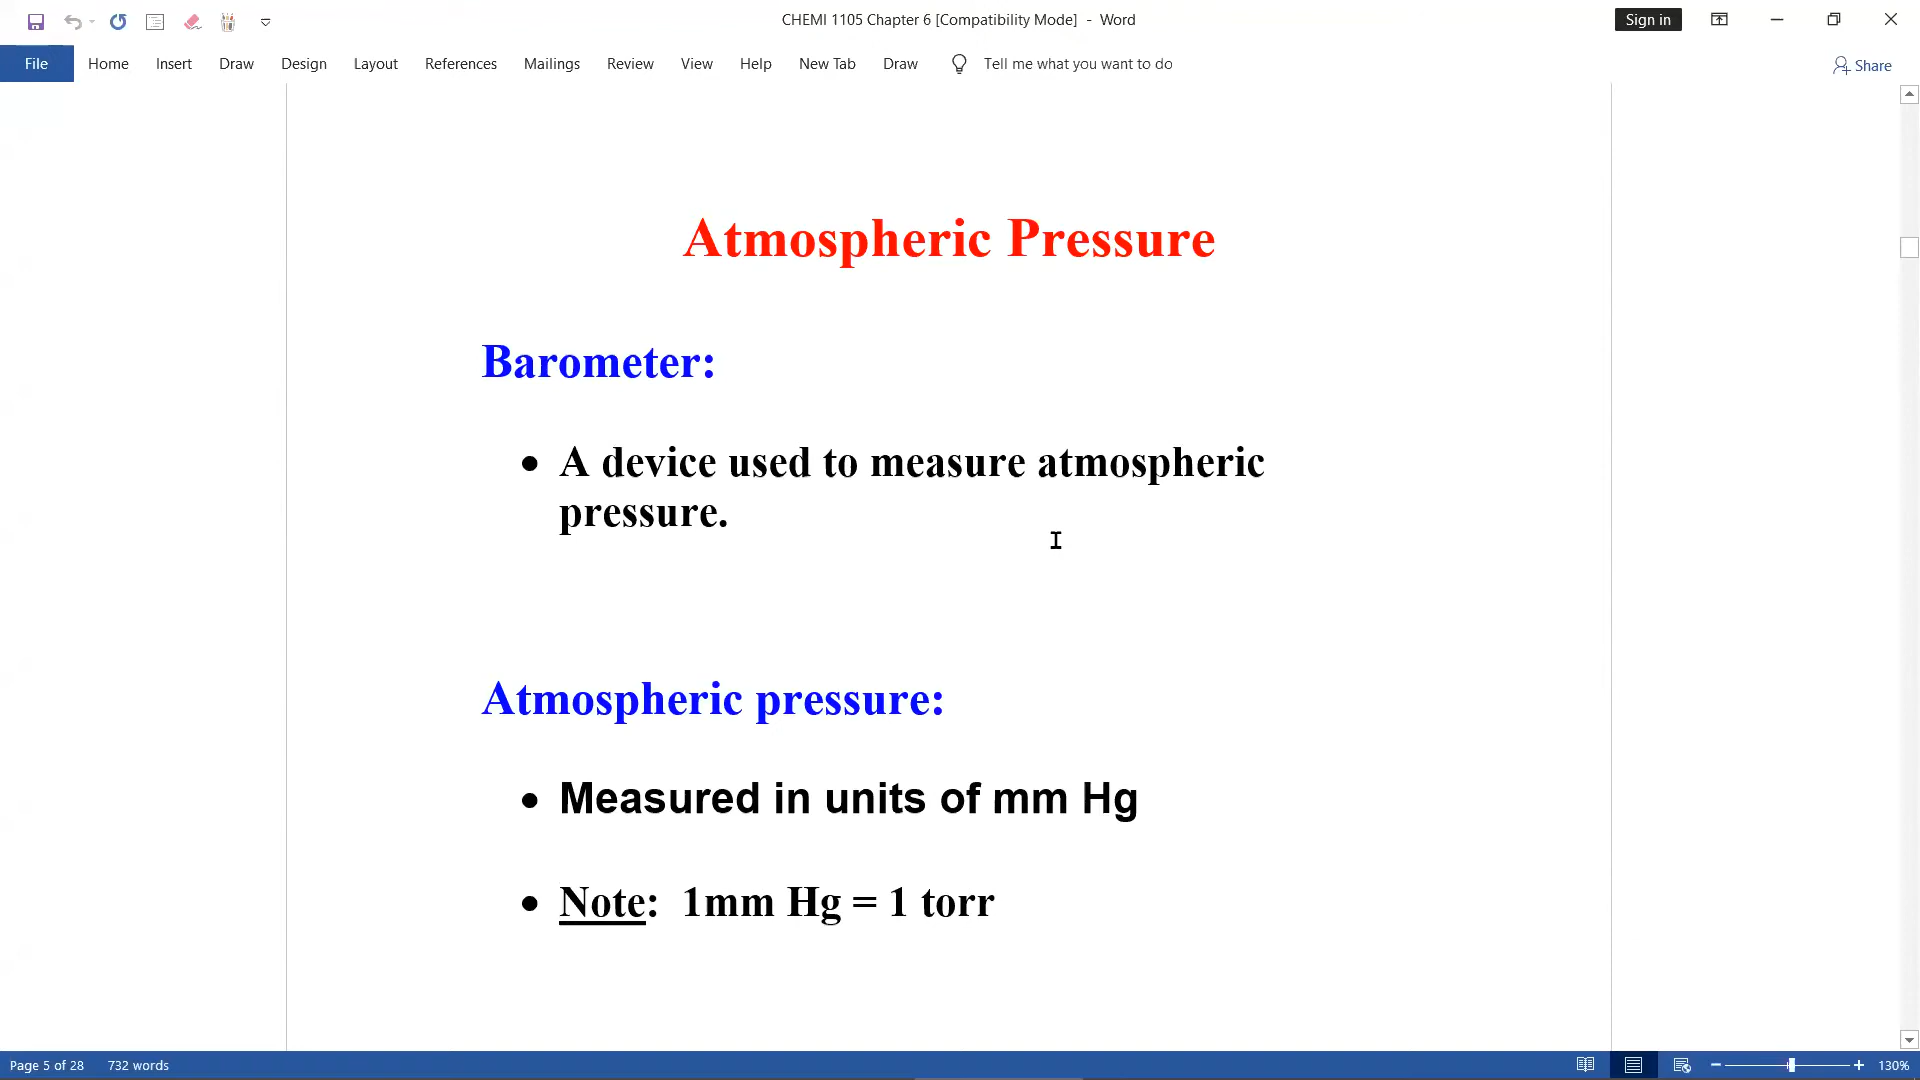 CHEMI 1105 Chapter 6 [Compatibility Mode] - Word
Sign in
File Home Insert Draw Design Layout References Mailings Review View Help New Tab Draw Tell me what you want to do Share
Atmospheric Pressure
Barometer:
• A device used to measure atmospheric
pressure.
Atmospheric pressure:
• Measured in units of mm Hg
• Note: 1mm Hg = 1 torr
Page 5 of 28 732 words 130%